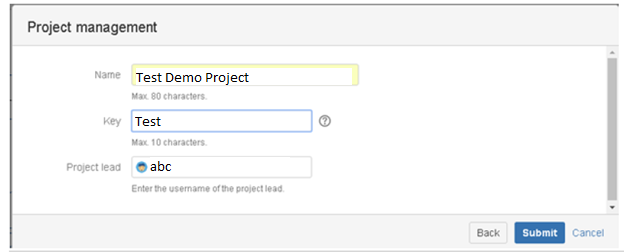 Project management
Name
Test Demo Project
Max. 80 characters.
Key
Test
Max. 10 characters.
Project lead
abc
Enter the username of the project lead.
Back Submit Cancel